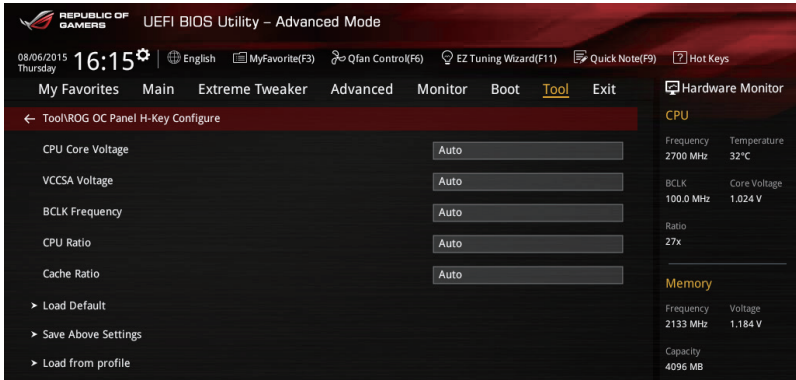 REPUBLIC OF
GAMERS
UEFI BIOS Utility – Advanced Mode
08/06/2015
Thursday
16:15
English
MyFavorite(F3)
Qfan Control(F6)
EZ Tuning Wizard(F11)
Quick Note(F9)
? Hot Keys
My Favorites Main Extreme Tweaker Advanced Monitor Boot Tool Exit
Hardware Monitor
← Tool\ROG OC Panel H-Key Configure
CPU Core Voltage Auto
VCCSA Voltage Auto
BCLK Frequency Auto
CPU Ratio Auto
Cache Ratio Auto
> Load Default
> Save Above Settings
> Load from profile
CPU
Frequency Temperature
2700 MHz 32°C
BCLK Core Voltage
100.0 MHz 1.024 V
Ratio
27x
Memory
Frequency Voltage
2133 MHz 1.184 V
Capacity
4096 MB